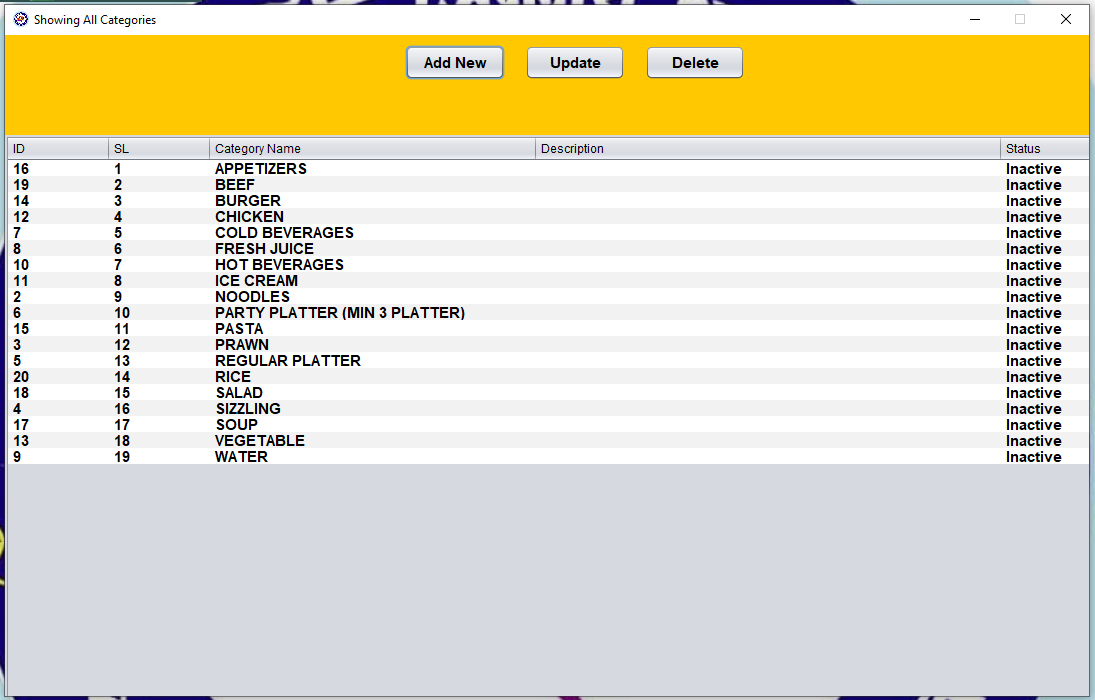 Showing All Categories
Add New Update Delete
ID SL Category Name Description Status
16 1 APPETIZERS Inactive
19 2 BEEF Inactive
14 3 BURGER Inactive
12 4 CHICKEN Inactive
7 5 COLD BEVERAGES Inactive
8 6 FRESH JUICE Inactive
10 7 HOT BEVERAGES Inactive
11 8 ICE CREAM Inactive
2 9 NOODLES Inactive
6 10 PARTY PLATTER (MIN 3 PLATTER) Inactive
15 11 PASTA Inactive
3 12 PRAWN Inactive
5 13 REGULAR PLATTER Inactive
20 14 RICE Inactive
18 15 SALAD Inactive
4 16 SIZZLING Inactive
17 17 SOUP Inactive
13 18 VEGETABLE Inactive
9 19 WATER Inactive